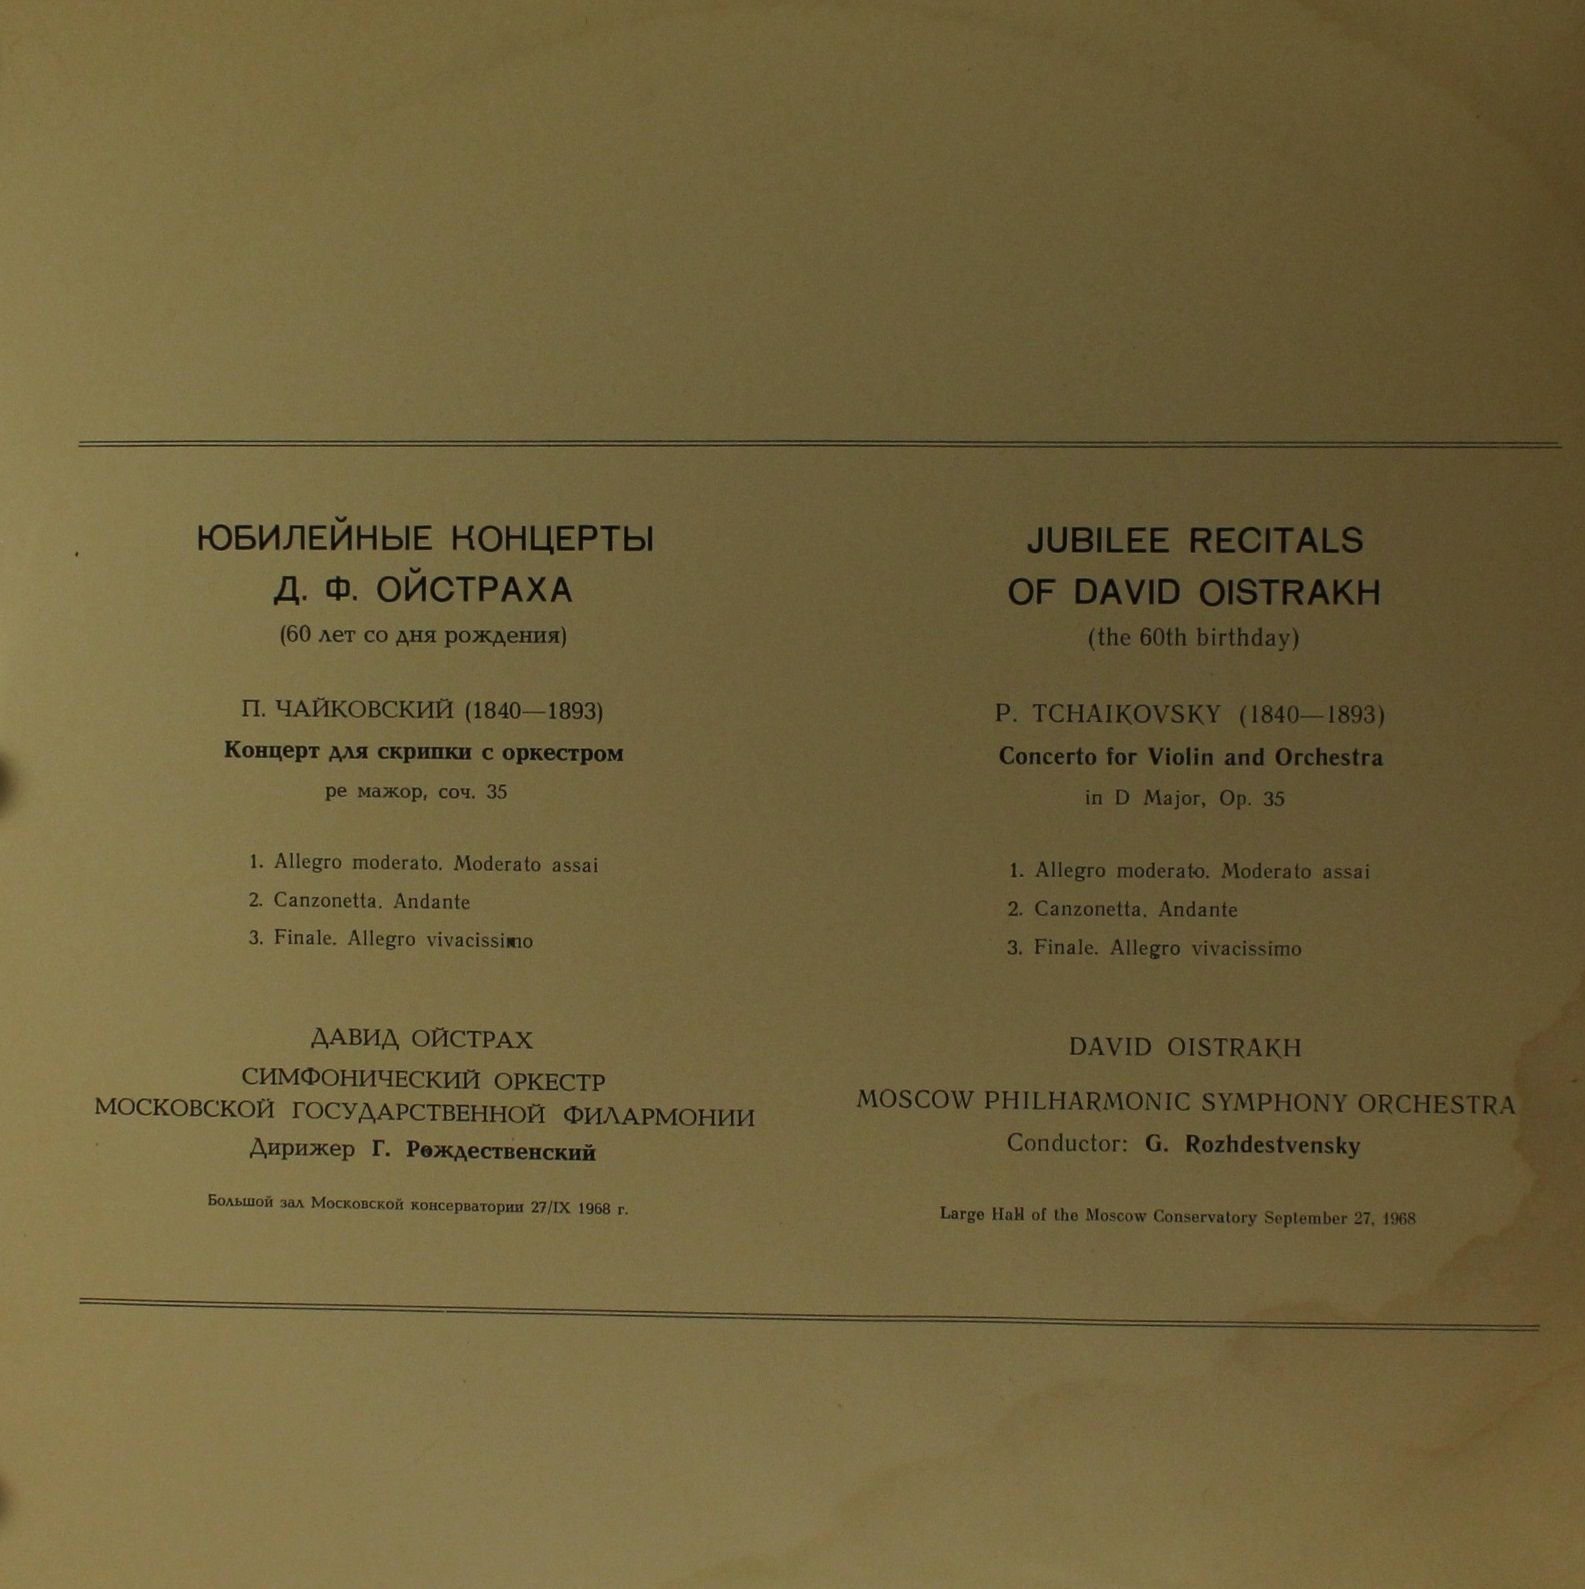 ЮБИЛЕЙНЫЕ КОНЦЕРТЫ
Д. Ф. ОЙСТРАХА
(60 лет со дня рождения)
П. ЧАЙКОВСКИЙ (1840—1893)
Концерт для скрипки с оркестром
ре мажор, соч. 35
1. Allegro moderato. Moderato assai
2. Canzonetta. Andante
3. Finale. Allegro vivacissimo
ДАВИД ОЙСТРАХ
СИМФОНИЧЕСКИЙ ОРКЕСТР
МОСКОВСКОЙ ГОСУДАРСТВЕННОЙ ФИЛАРМОНИИ
Дирижер Г. Рождественский
Большой зал Московской консерватории 27/IX 1968 г.
JUBILEE RECITALS
OF DAVID OISTRAKH
(the 60th birthday)
P. TCHAIKOVSKY (1840—1893)
Concerto for Violin and Orchestra
in D Major, Op. 35
1. Allegro moderato. Moderato assai
2. Canzonetta. Andante
3. Finale. Allegro vivacissimo
DAVID OISTRAKH
MOSCOW PHILHARMONIC SYMPHONY ORCHESTRA
Conductor: G. Rozhdestvensky
Large Hall of the Moscow Conservatory September 27, 1968